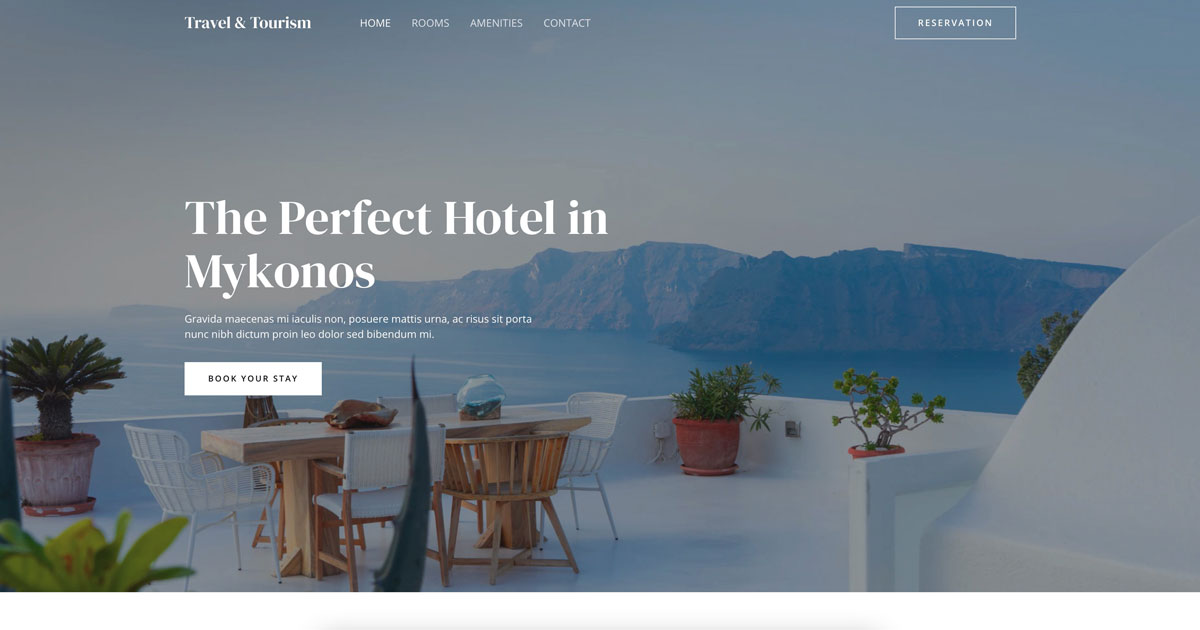 Travel & Tourism
HOME ROOMS AMENITIES CONTACT
RESERVATION
The Perfect Hotel in
Mykonos
Gravida maecenas mi iaculis non, posuere mattis urna, ac risus sit porta
nunc nibh dictum proin leo dolor sed bibendum mi.
BOOK YOUR STAY